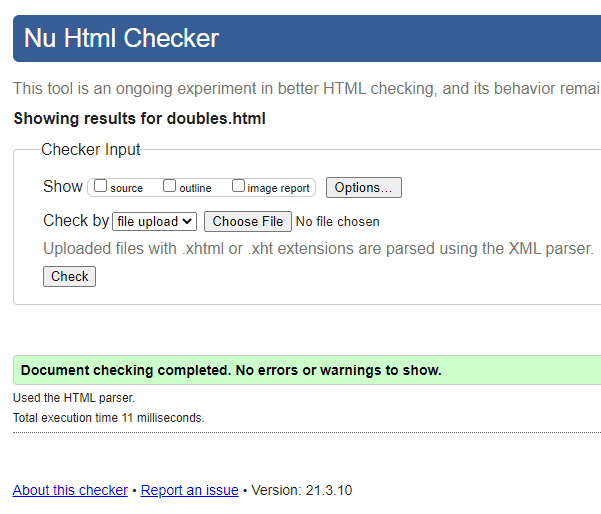 Nu Html Checker
This tool is an ongoing experiment in better HTML checking, and its behavior remai
Showing results for doubles.html
Checker Input
Show source outline image report Options...
Check by file upload Choose File No file chosen
Uploaded files with .xhtml or .xht extensions are parsed using the XML parser.
Check
Document checking completed. No errors or warnings to show.
Used the HTML parser.
Total execution time 11 milliseconds.
About this checker • Report an issue • Version: 21.3.10